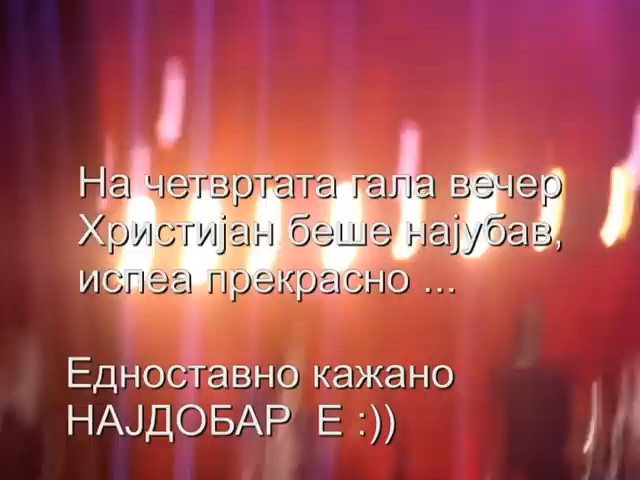 На четвртата гала вечер
Христијан беше најубав,
испеа прекрасно ...
Едноставно кажано
НАЈДОБАР  Е :))